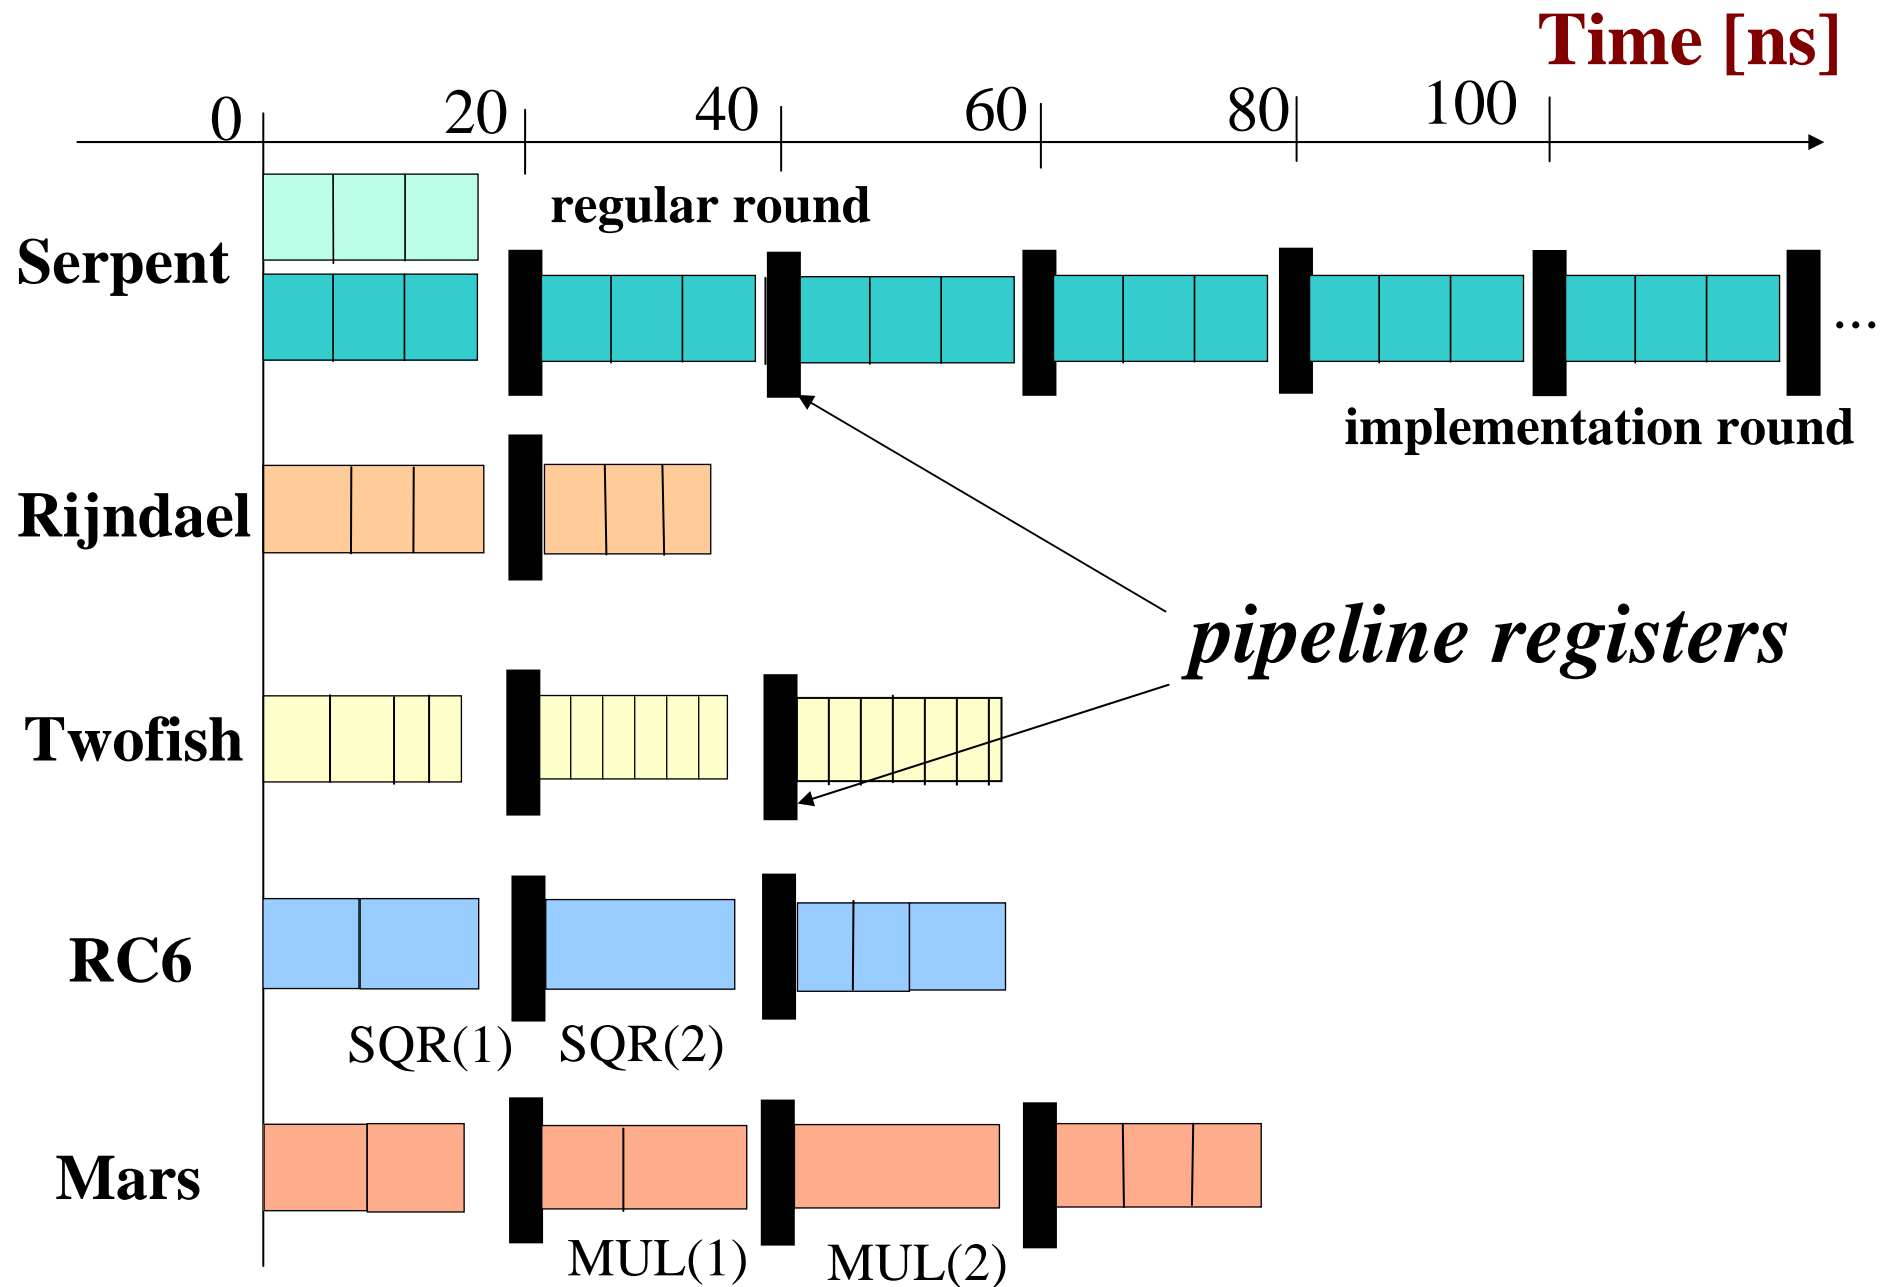 Time [ns]
0 20 40 60 80 100
regular round
Serpent
...
implementation round
Rijndael
pipeline registers
Twofish
RC6
SQR(1) SQR(2)
Mars
MUL(1) MUL(2)